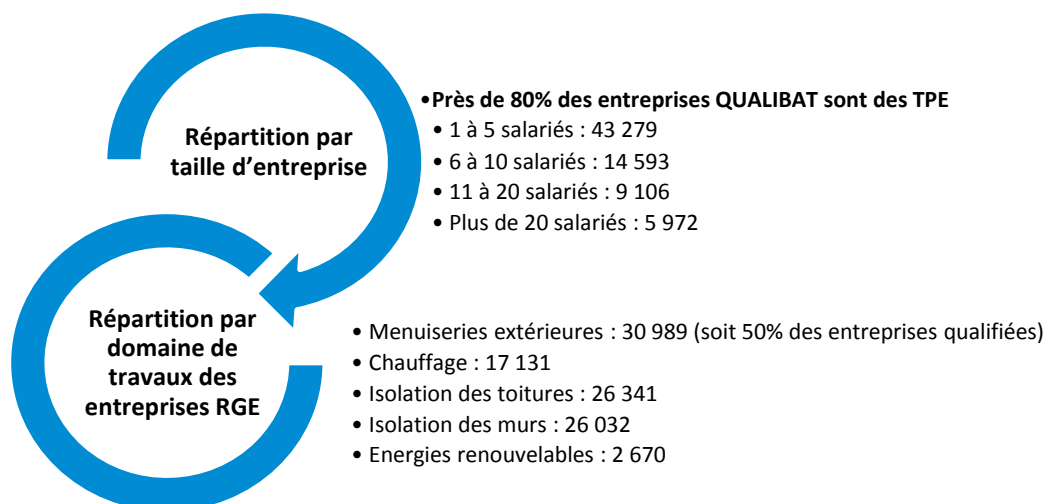 Répartition par
taille d'entreprise
•Près de 80% des entreprises QUALIBAT sont des TPE
• 1 à 5 salariés : 43 279
• 6 à 10 salariés : 14 593
• 11 à 20 salariés : 9 106
• Plus de 20 salariés : 5 972
Répartition par
domaine de
travaux des
entreprises RGE
• Menuiseries extérieures : 30 989 (soit 50% des entreprises qualifiées)
• Chauffage : 17 131
• Isolation des toitures : 26 341
• Isolation des murs : 26 032
• Energies renouvelables : 2 670